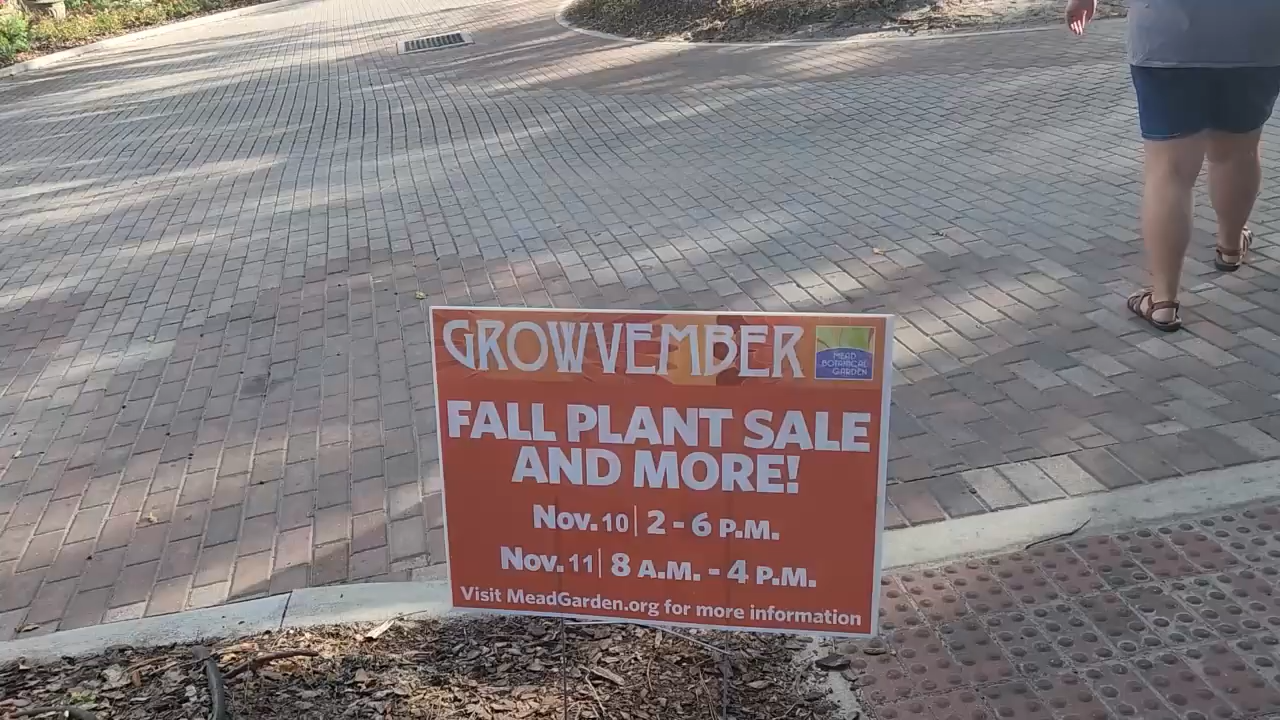 GROWVEMBER
MEAD
BOTANICAL
GARDEN
FALL PLANT SALE
AND MORE!
Nov. 10 | 2 - 6 P.M.
Nov. 11 | 8 A.M. - 4 P.M.
Visit MeadGarden.org for more information